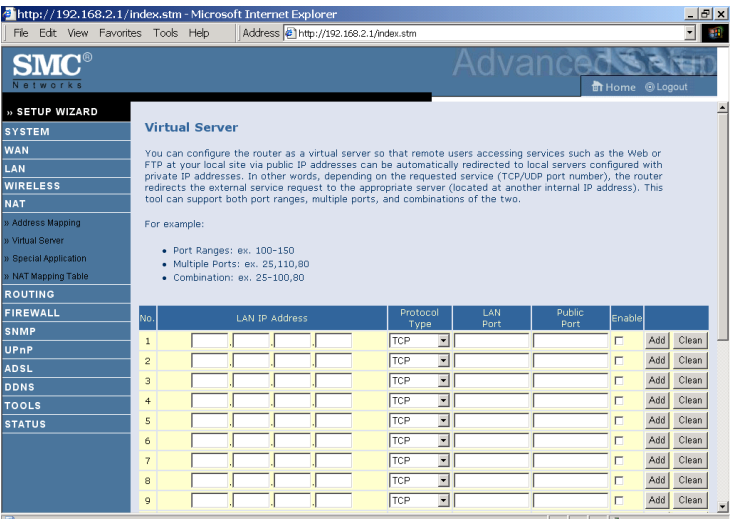 http://192.168.2.1/index.stm - Microsoft Internet Explorer
File Edit View Favorites Tools Help Address http://192.168.2.1/index.stm
SMC®
Networks
Advanced Setup
Home Logout
» SETUP WIZARD
SYSTEM
WAN
LAN
WIRELESS
NAT
» Address Mapping
» Virtual Server
» Special Application
» NAT Mapping Table
ROUTING
FIREWALL
SNMP
UPnP
ADSL
DDNS
TOOLS
STATUS
Virtual Server
You can configure the router as a virtual server so that remote users accessing services such as the Web or
FTP at your local site via public IP addresses can be automatically redirected to local servers configured with
private IP addresses. In other words, depending on the requested service (TCP/UDP port number), the router
redirects the external service request to the appropriate server (located at another internal IP address). This
tool can support both port ranges, multiple ports, and combinations of the two.
For example:
• Port Ranges: ex. 100-150
• Multiple Ports: ex. 25,110,80
• Combination: ex. 25-100,80
No. LAN IP Address Protocol Type LAN Port Public Port Enable
1 . . . TCP Add Clean
2 . . . TCP Add Clean
3 . . . TCP Add Clean
4 . . . TCP Add Clean
5 . . . TCP Add Clean
6 . . . TCP Add Clean
7 . . . TCP Add Clean
8 . . . TCP Add Clean
9 . . . TCP Add Clean